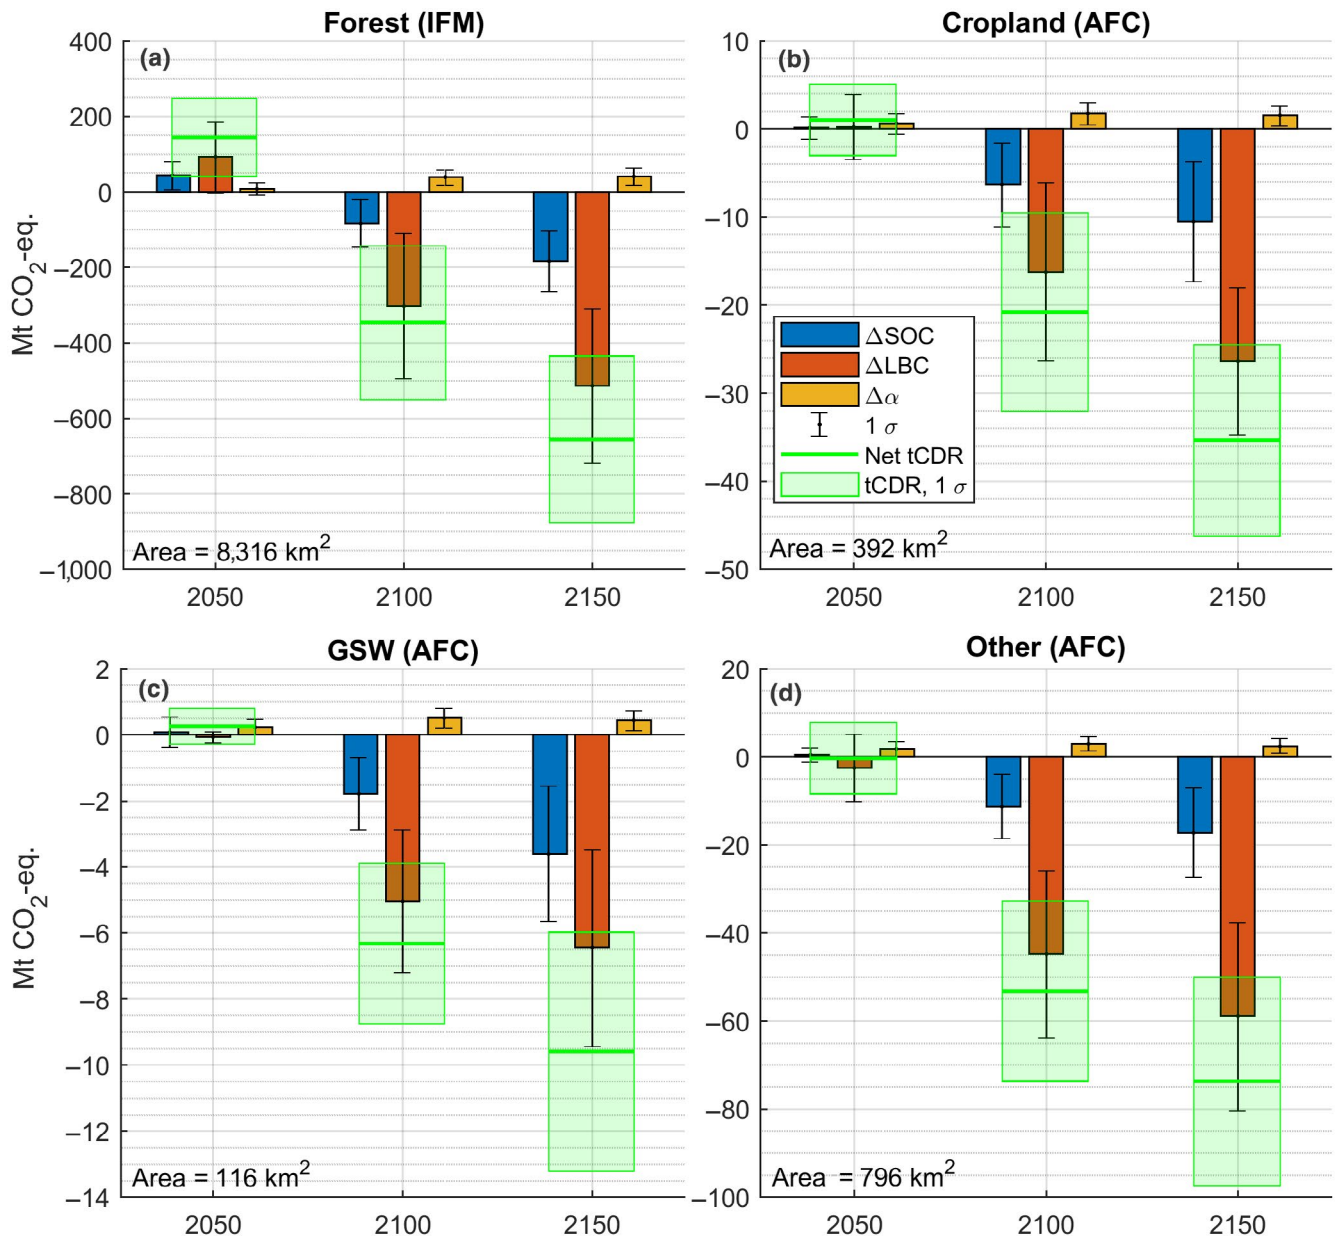 Forest (IFM)
(a)
400
200
0
−200
−400
−600
−800
−1,000
Mt CO2-eq.
Area = 8,316 km2
2050 2100 2150
Cropland (AFC)
(b)
10
0
−10
−20
−30
−40
−50
ΔSOC
ΔLBC
Δα
1 σ
Net tCDR
tCDR, 1 σ
Area = 392 km2
2050 2100 2150
GSW (AFC)
(c)
2
0
−2
−4
−6
−8
−10
−12
−14
Mt CO2-eq.
Area = 116 km2
2050 2100 2150
Other (AFC)
(d)
20
0
−20
−40
−60
−80
−100
Area = 796 km2
2050 2100 2150